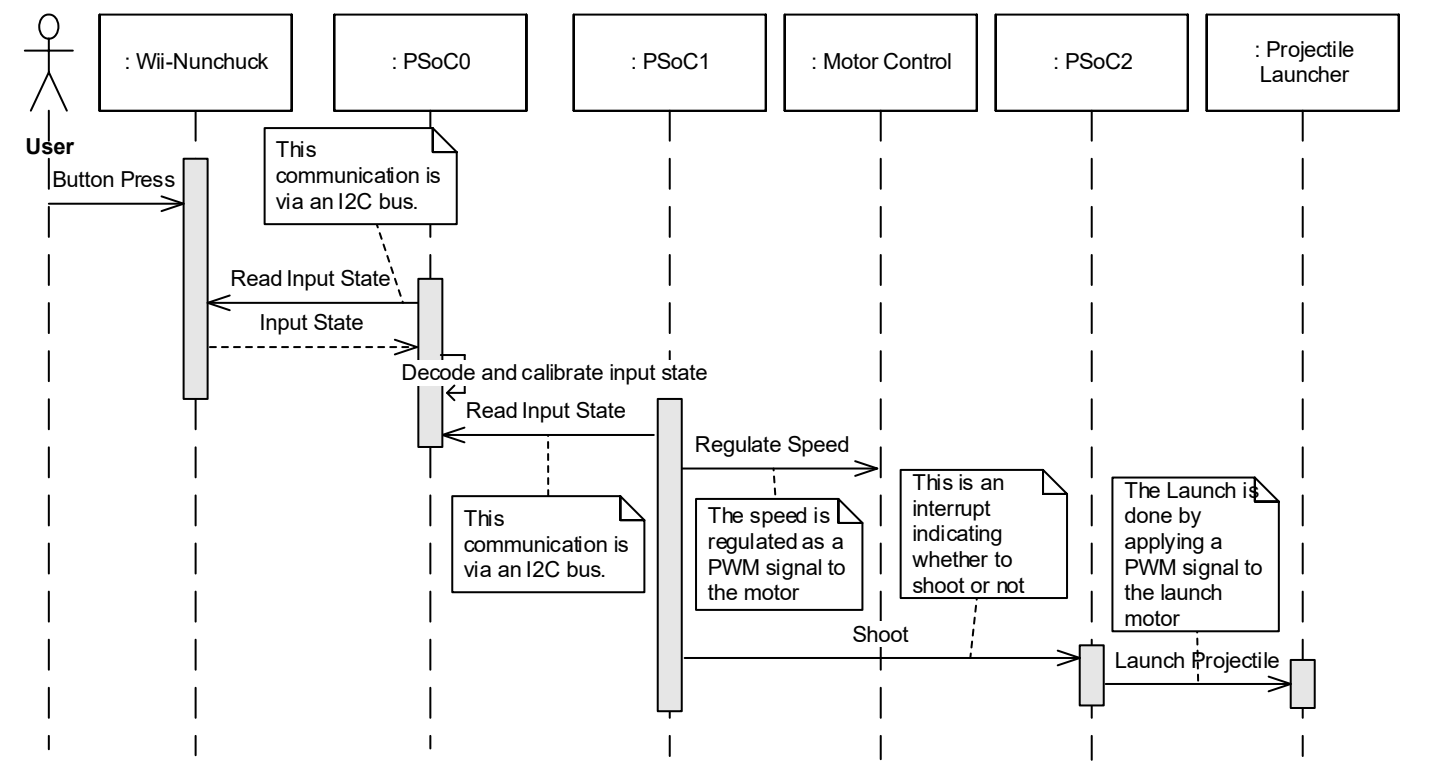 : Wii-Nunchuck
: PSoC0
: PSoC1
: Motor Control
: PSoC2
: Projectile
Launcher
User
This
communication is
via an I2C bus.
Button Press
Read Input State
Input State
Decode and calibrate input state
Read Input State
Regulate Speed
This
communication is
via an I2C bus.
The speed is
regulated as a
PWM signal to
the motor
This is an
interrupt
indicating
whether to
shoot or not
The Launch is
done by
applying a
PWM signal to
the launch
motor
Shoot
Launch Projectile